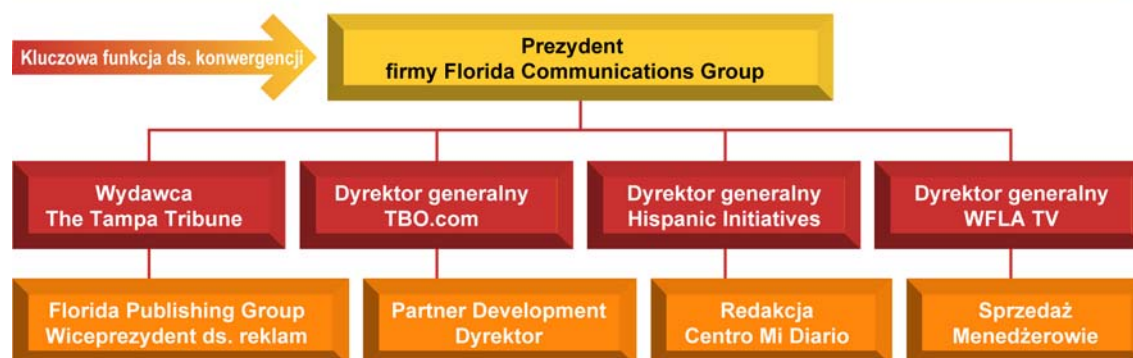 Kluczowa funkcja ds. konwergencji
Prezydent
firmy Florida Communications Group
Wydawca
The Tampa Tribune
Dyrektor generalny
TBO.com
Dyrektor generalny
Hispanic Initiatives
Dyrektor generalny
WFLA TV
Florida Publishing Group
Wiceprezydent ds. reklam
Partner Development
Dyrektor
Redakcja
Centro Mi Diario
Sprzedaż
Menedżerowie